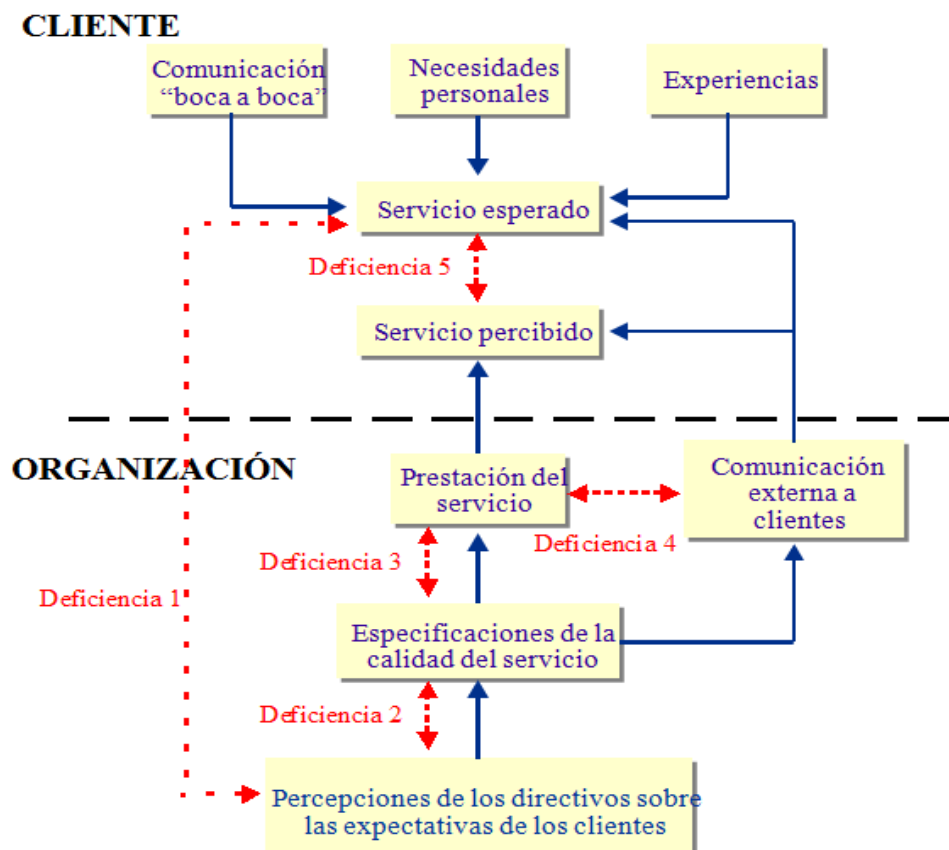 CLIENTE
Comunicación
“boca a boca”
Necesidades
personales
Experiencias
Servicio esperado
Deficiencia 5
Servicio percibido
ORGANIZACIÓN
Prestación del
servicio
Comunicación
externa a
clientes
Deficiencia 4
Deficiencia 3
Deficiencia 1
Especificaciones de la
calidad del servicio
Deficiencia 2
Percepciones de los directivos sobre
las expectativas de los clientes